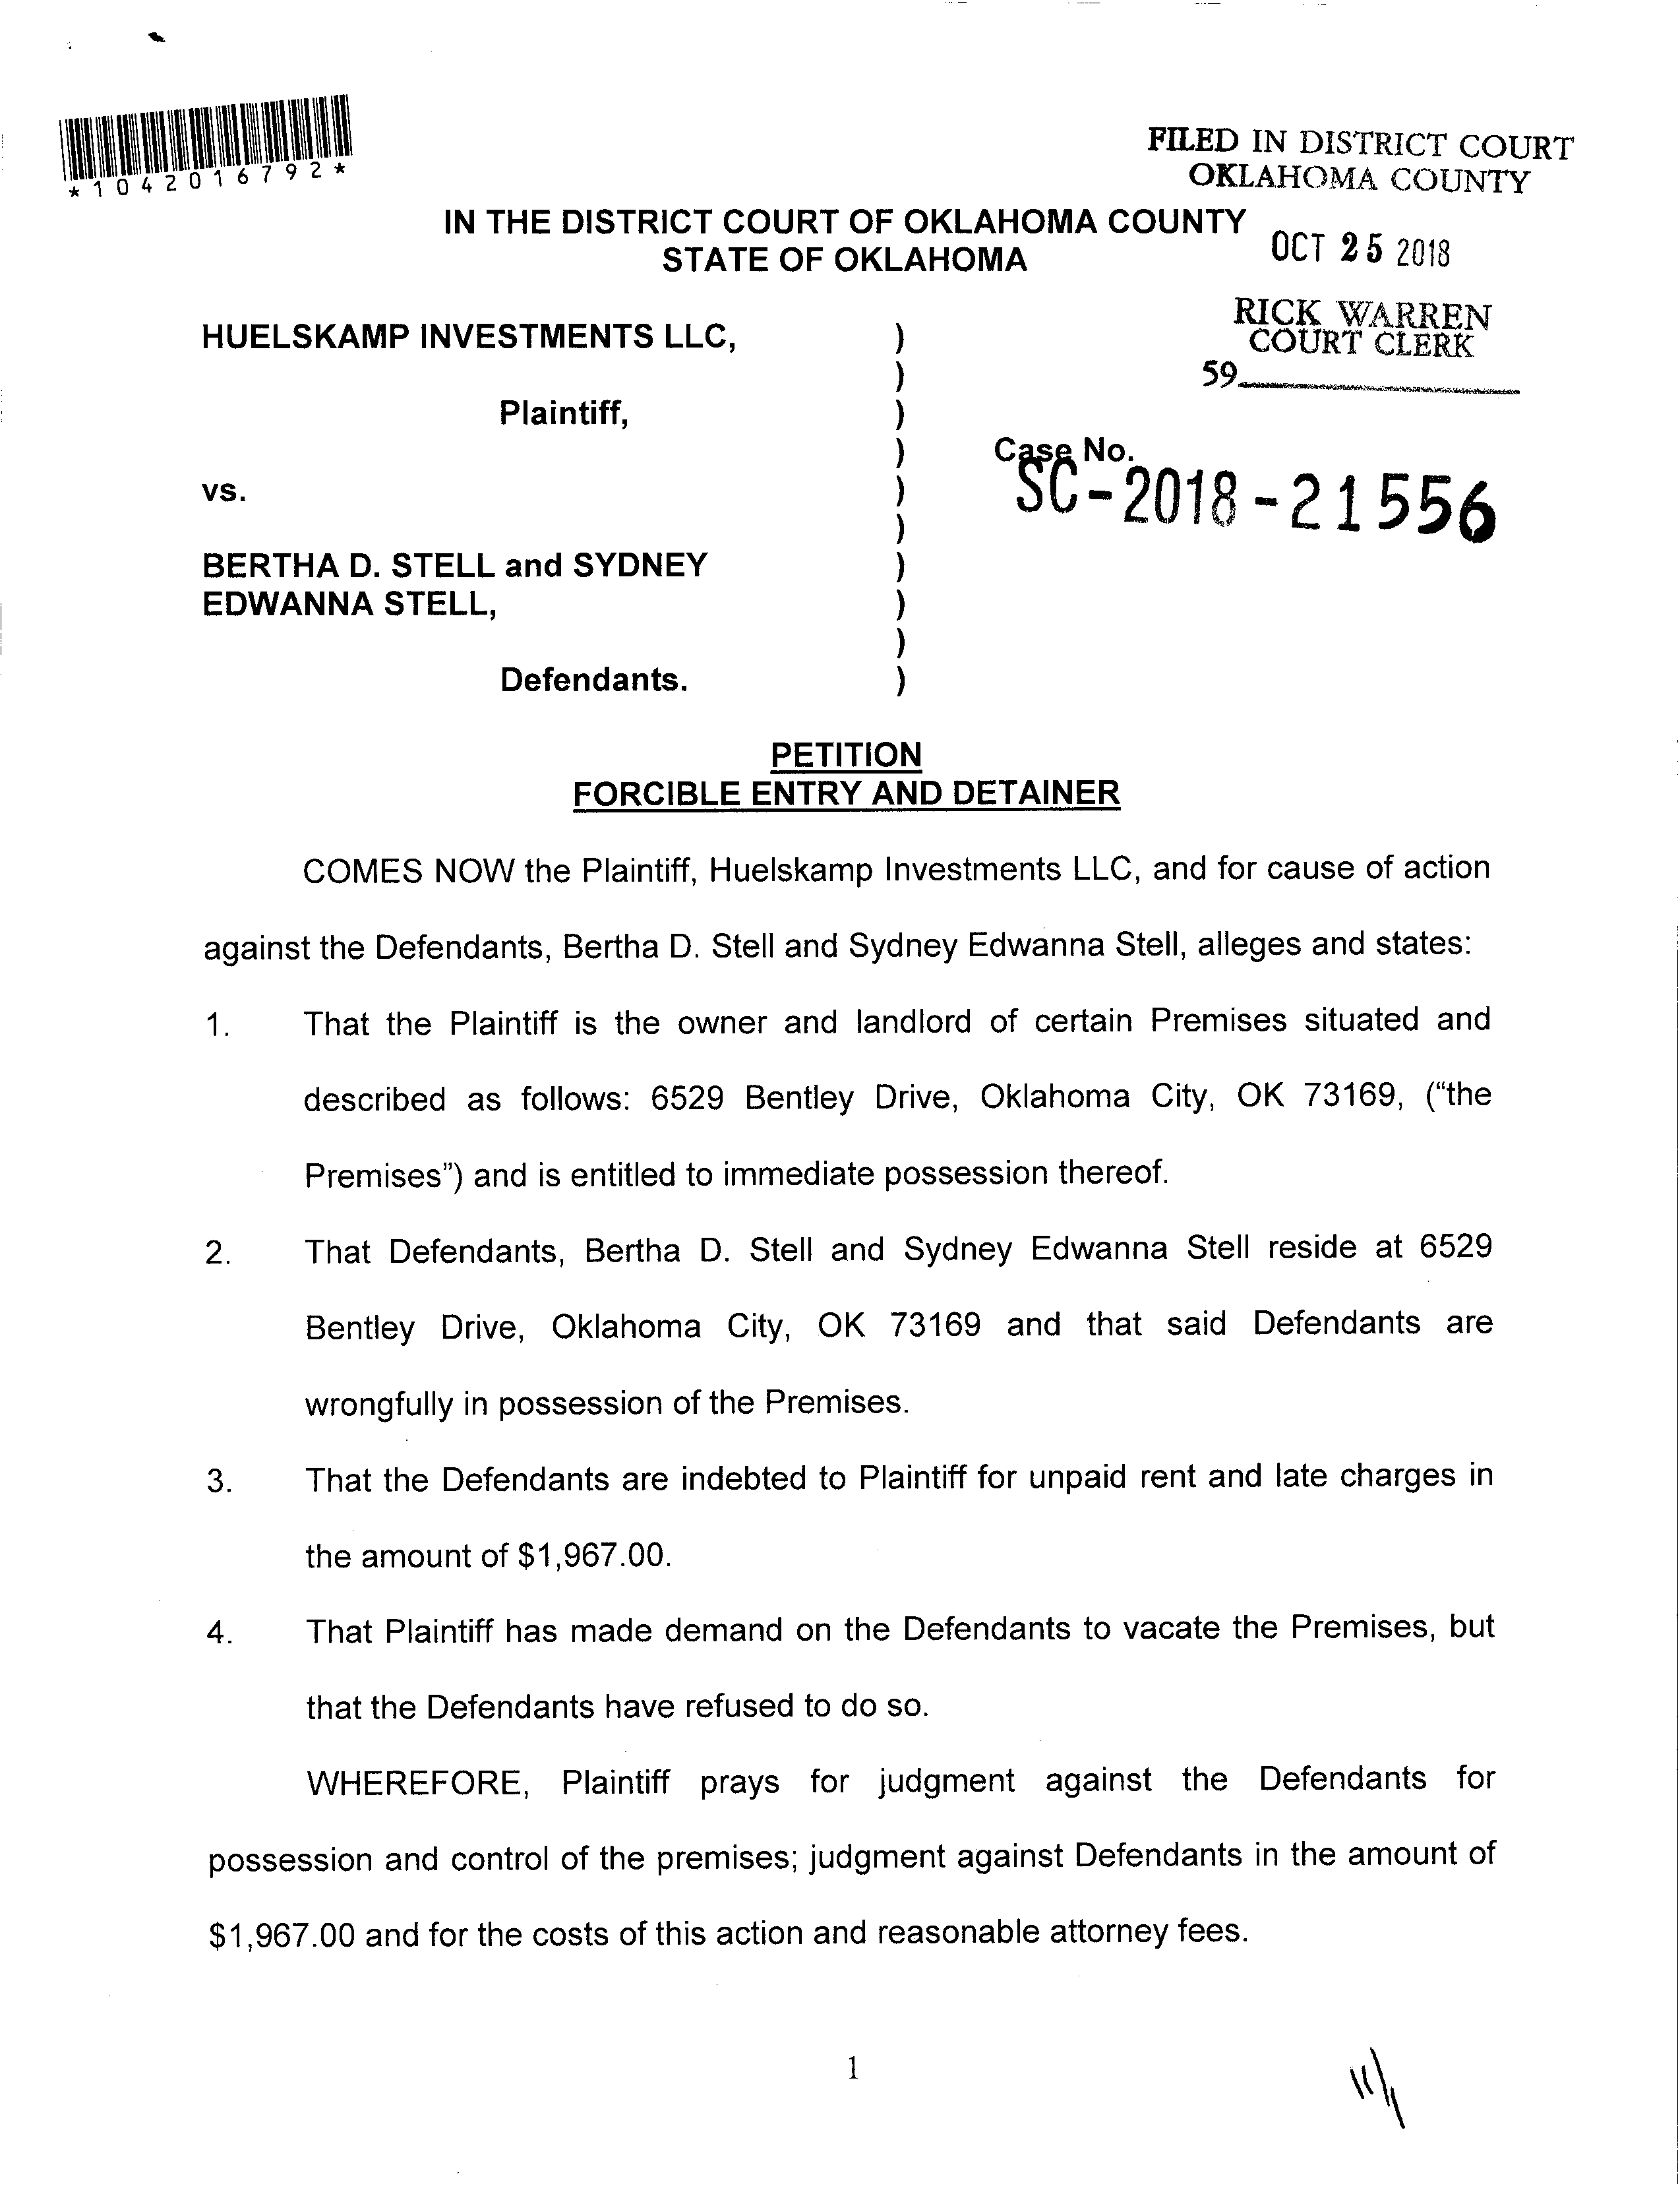 *1042016792*
FILED IN DISTRICT COURT
OKLAHOMA COUNTY
IN THE DISTRICT COURT OF OKLAHOMA COUNTY
STATE OF OKLAHOMA
OCT 25 2018
RICK WARREN
COURT CLERK
59
HUELSKAMP INVESTMENTS LLC, )
)
Plaintiff, )
) Case No.
vs. ) SC-2018-21556
)
BERTHA D. STELL and SYDNEY )
EDWANNA STELL, )
)
Defendants. )
PETITION
FORCIBLE ENTRY AND DETAINER
COMES NOW the Plaintiff, Huelskamp Investments LLC, and for cause of action
against the Defendants, Bertha D. Stell and Sydney Edwanna Stell, alleges and states:
1. That the Plaintiff is the owner and landlord of certain Premises situated and
described as follows: 6529 Bentley Drive, Oklahoma City, OK 73169, (“the
Premises”) and is entitled to immediate possession thereof.
2. That Defendants, Bertha D. Stell and Sydney Edwanna Stell reside at 6529
Bentley Drive, Oklahoma City, OK 73169 and that said Defendants are
wrongfully in possession of the Premises.
3. That the Defendants are indebted to Plaintiff for unpaid rent and late charges in
the amount of $1,967.00.
4. That Plaintiff has made demand on the Defendants to vacate the Premises, but
that the Defendants have refused to do so.
WHEREFORE, Plaintiff prays for judgment against the Defendants for
possession and control of the premises; judgment against Defendants in the amount of
$1,967.00 and for the costs of this action and reasonable attorney fees.
1